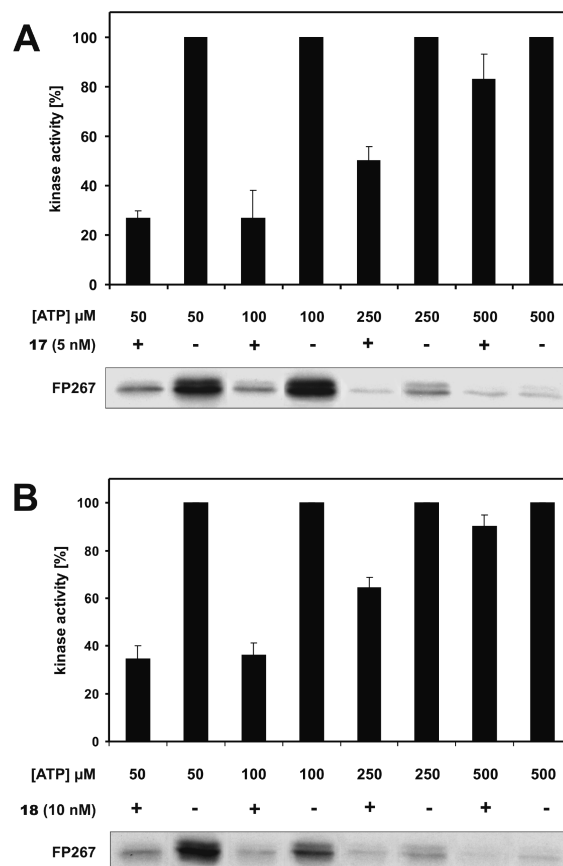 A
kinase activity [%]
100
80
60
40
20
0
[ATP] µM 50 50 100 100 250 250 500 500
17 (5 nM) + - + - + - + -
FP267
B
kinase activity [%]
100
80
60
40
20
0
[ATP] µM 50 50 100 100 250 250 500 500
18 (10 nM) + - + - + - + -
FP267